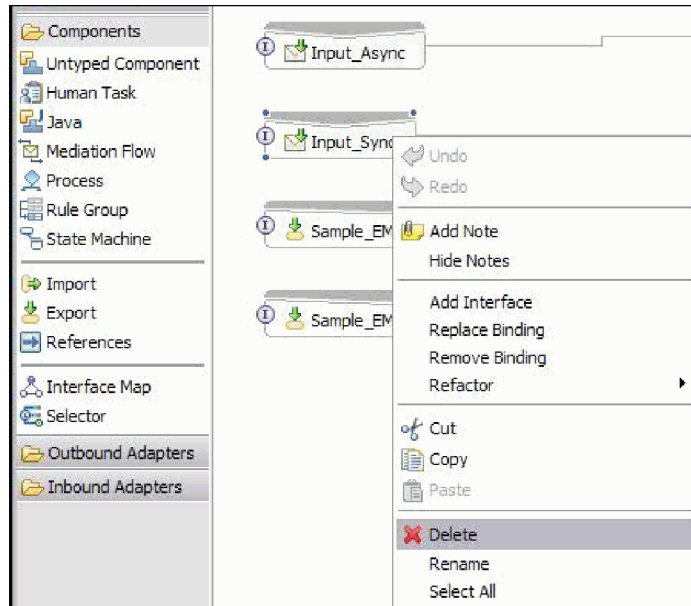 Components
Untyped Component
Human Task
Java
Mediation Flow
Process
Rule Group
State Machine
Import
Export
References
Interface Map
Selector
Outbound Adapters
Inbound Adapters
I Input_Async
I Input_Sync
I Sample_EM
I Sample_EM
Undo
Redo
Add Note
Hide Notes
Add Interface
Replace Binding
Remove Binding
Refactor
Cut
Copy
Paste
Delete
Rename
Select All